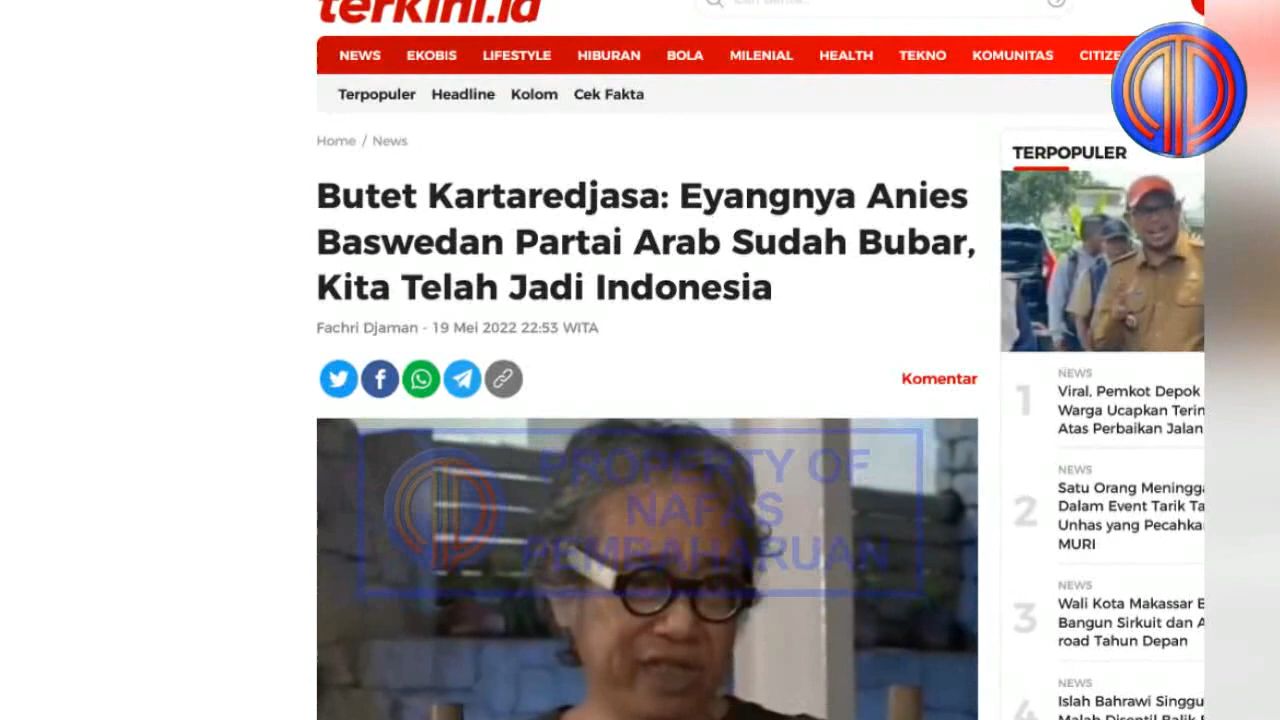 terkini.id
NEWS EKOBIS LIFESTYLE HIBURAN BOLA MILENIAL HEALTH TEKNO KOMUNITAS
Terpopuler Headline Kolom Cek Fakta
Home / News
Butet Kartaredjasa: Eyangnya Anies
Baswedan Partai Arab Sudah Bubar,
Kita Telah Jadi Indonesia
Fachri Djaman - 19 Mei 2022 22:53 WITA
Komentar
PROPERTY OF
NAFAS
PEMBAHARUAN
TERPOPULER
1
NEWS
Viral, Pemkot Depok
Warga Ucapkan
Atas Perbaikan Jalan
2
NEWS
Satu Orang
Dalam Event Tarik
Unhas yang
MURI
3
NEWS
Wali Kota Makassar
Bangun Sirkuit dan
road Tahun Depan
4
NEWS
Islah Bahrawi